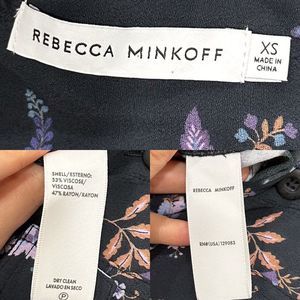 REBECCA MINKOFF
XS
MADE IN
CHINA
SHELL/ESTERNO:
53% VISCOSE/
VISCOSA
47% RAYON/RAYON
DRY CLEAN
LAVADO EN SECO
P
REBECCA MINKOFF
RN#(USA)129083